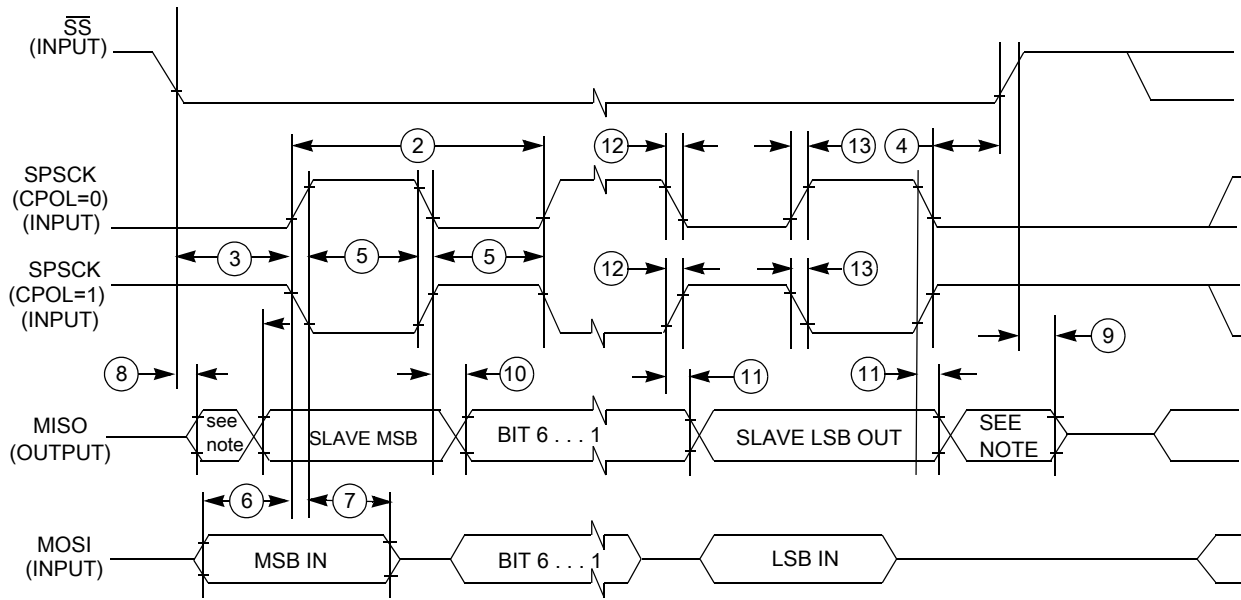 SS
(INPUT)
2
12
13
4
SPSCK
(CPOL=0)
(INPUT)
3
5
5
SPSCK
(CPOL=1)
(INPUT)
12
13
9
8
10
11
11
MISO
(OUTPUT)
see
note
SLAVE MSB
BIT 6 . . . 1
SLAVE LSB OUT
SEE
NOTE
6
7
MOSI
(INPUT)
MSB IN
BIT 6 . . . 1
LSB IN